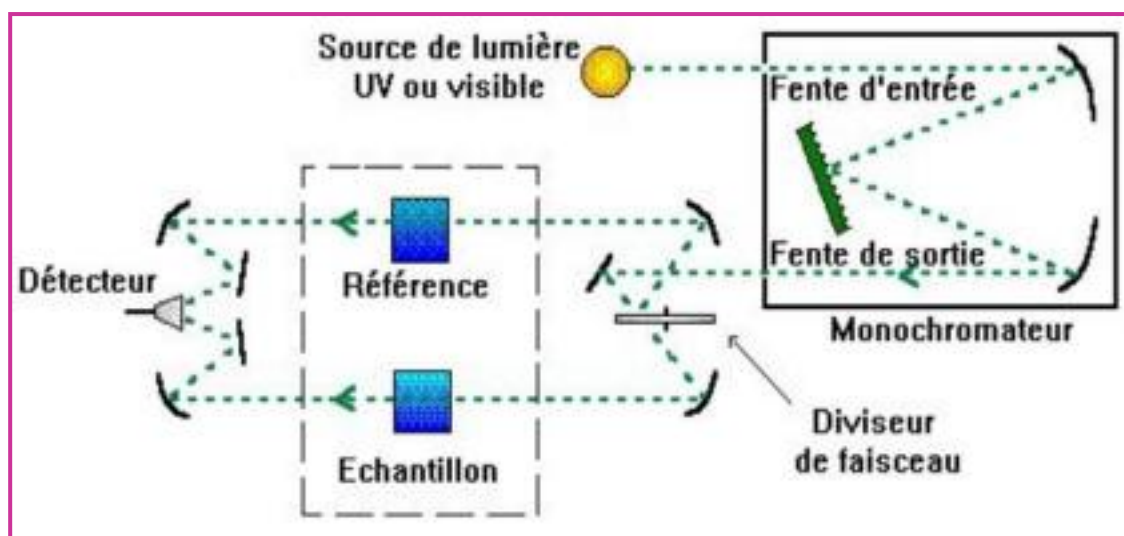 Source de lumière
UV ou visible
Fente d'entrée
Fente de sortie
Monochromateur
Détecteur
Référence
Echantillon
Diviseur
de faisceau